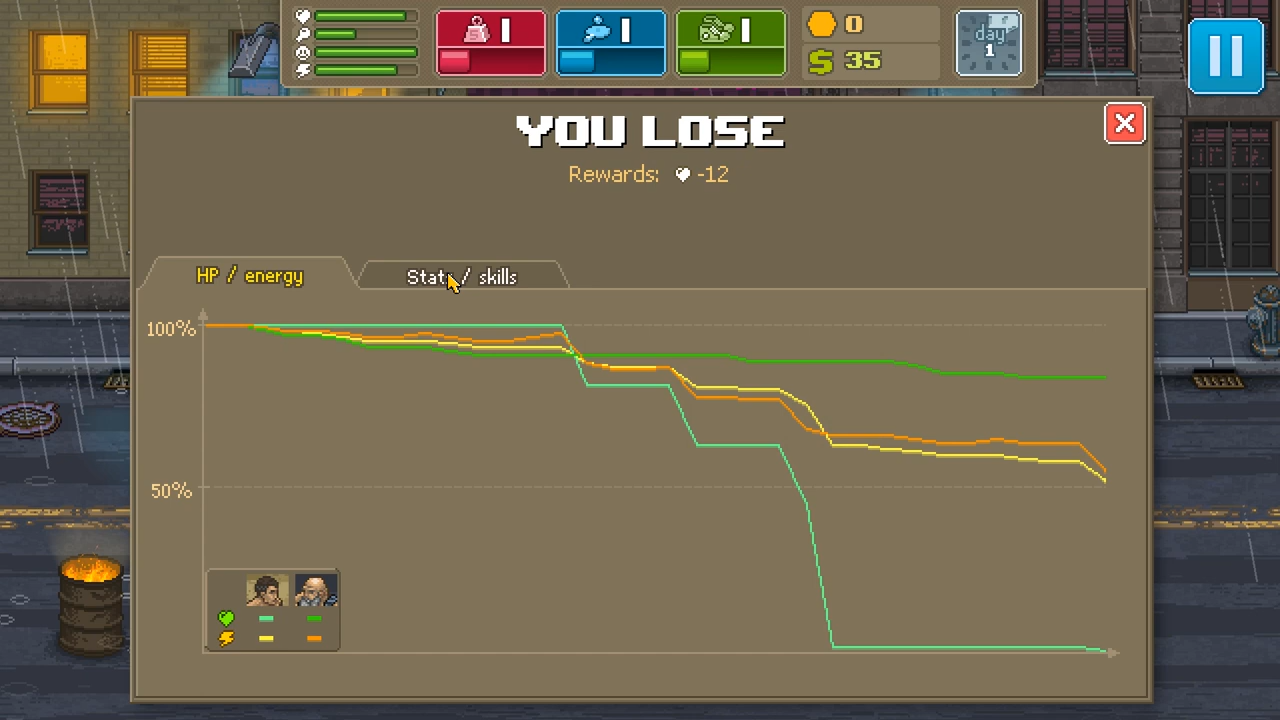 1
1
1
0
35
day
1
YOU LOSE
Rewards: -12
HP / energy
Stats / skills
100%
50%